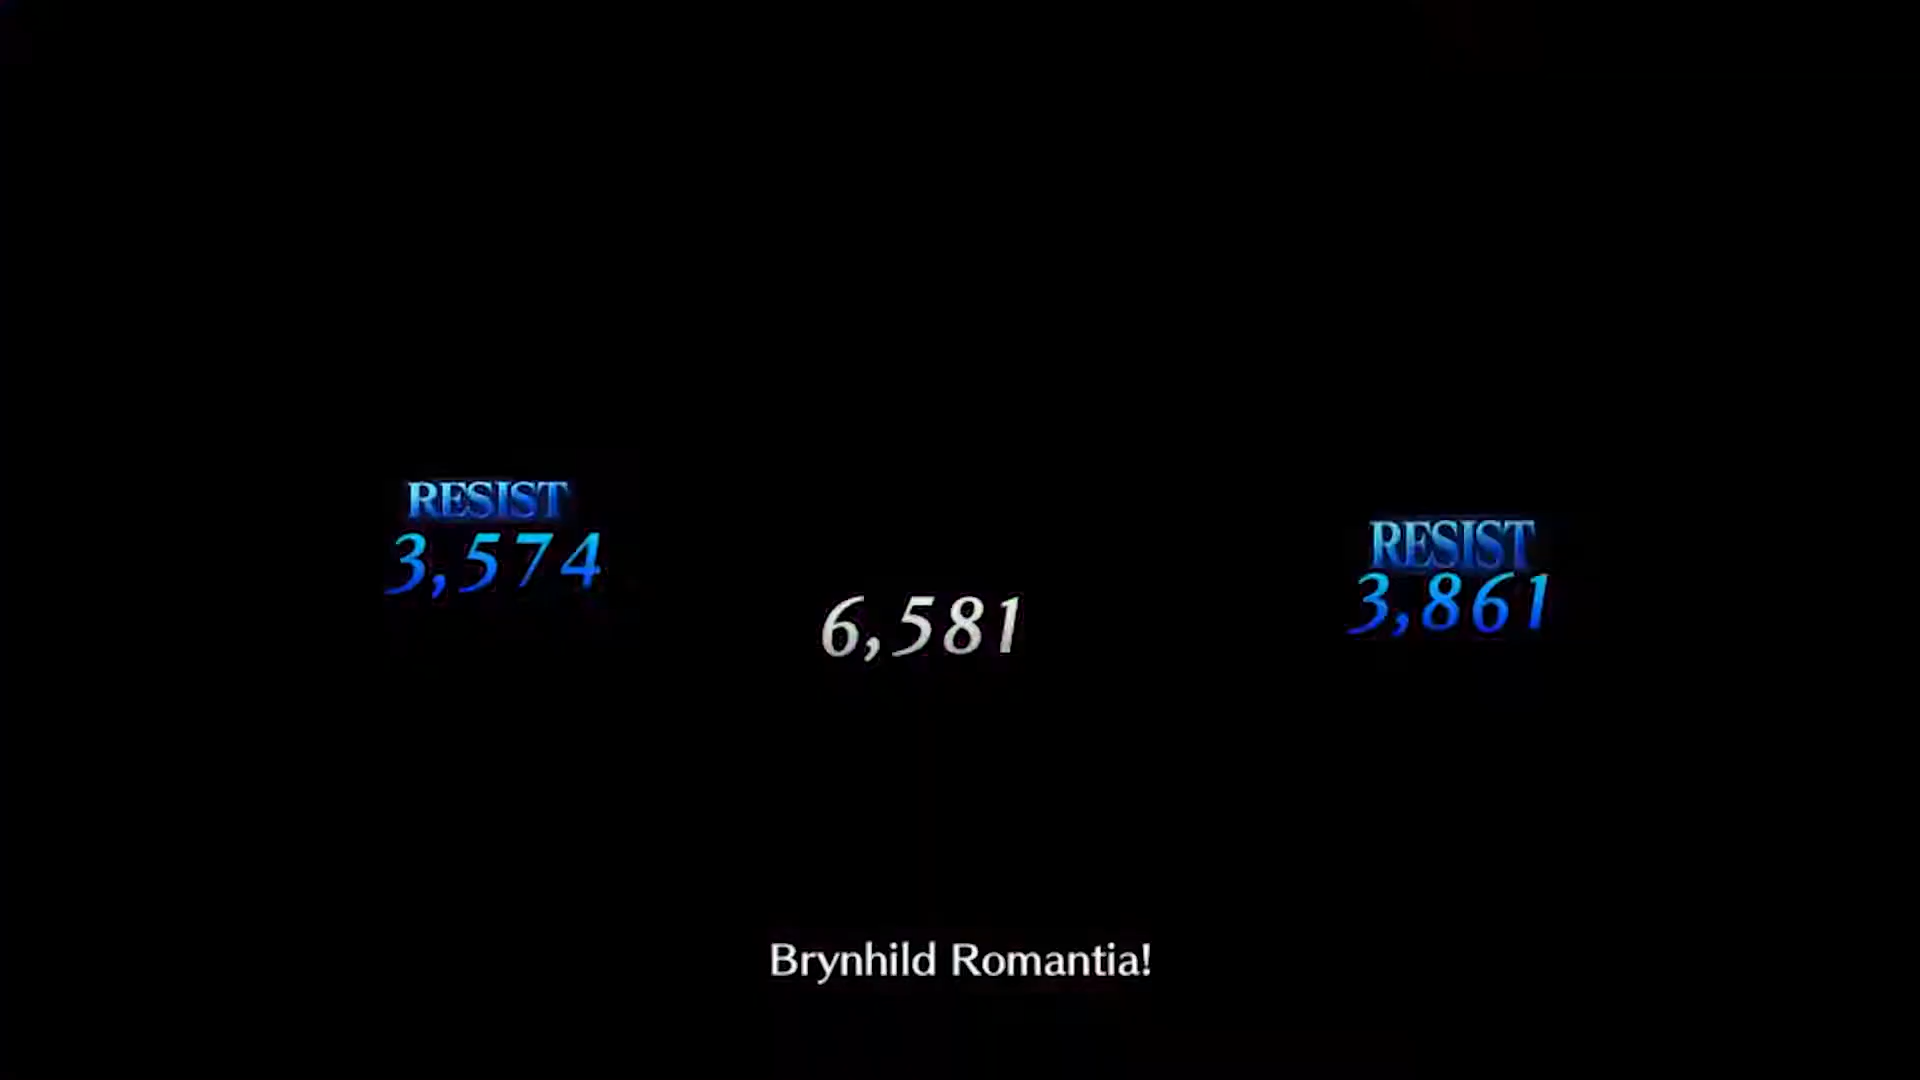 RESIST
3,574
RESIST
3,861
6,581
Brynhild Romantia!